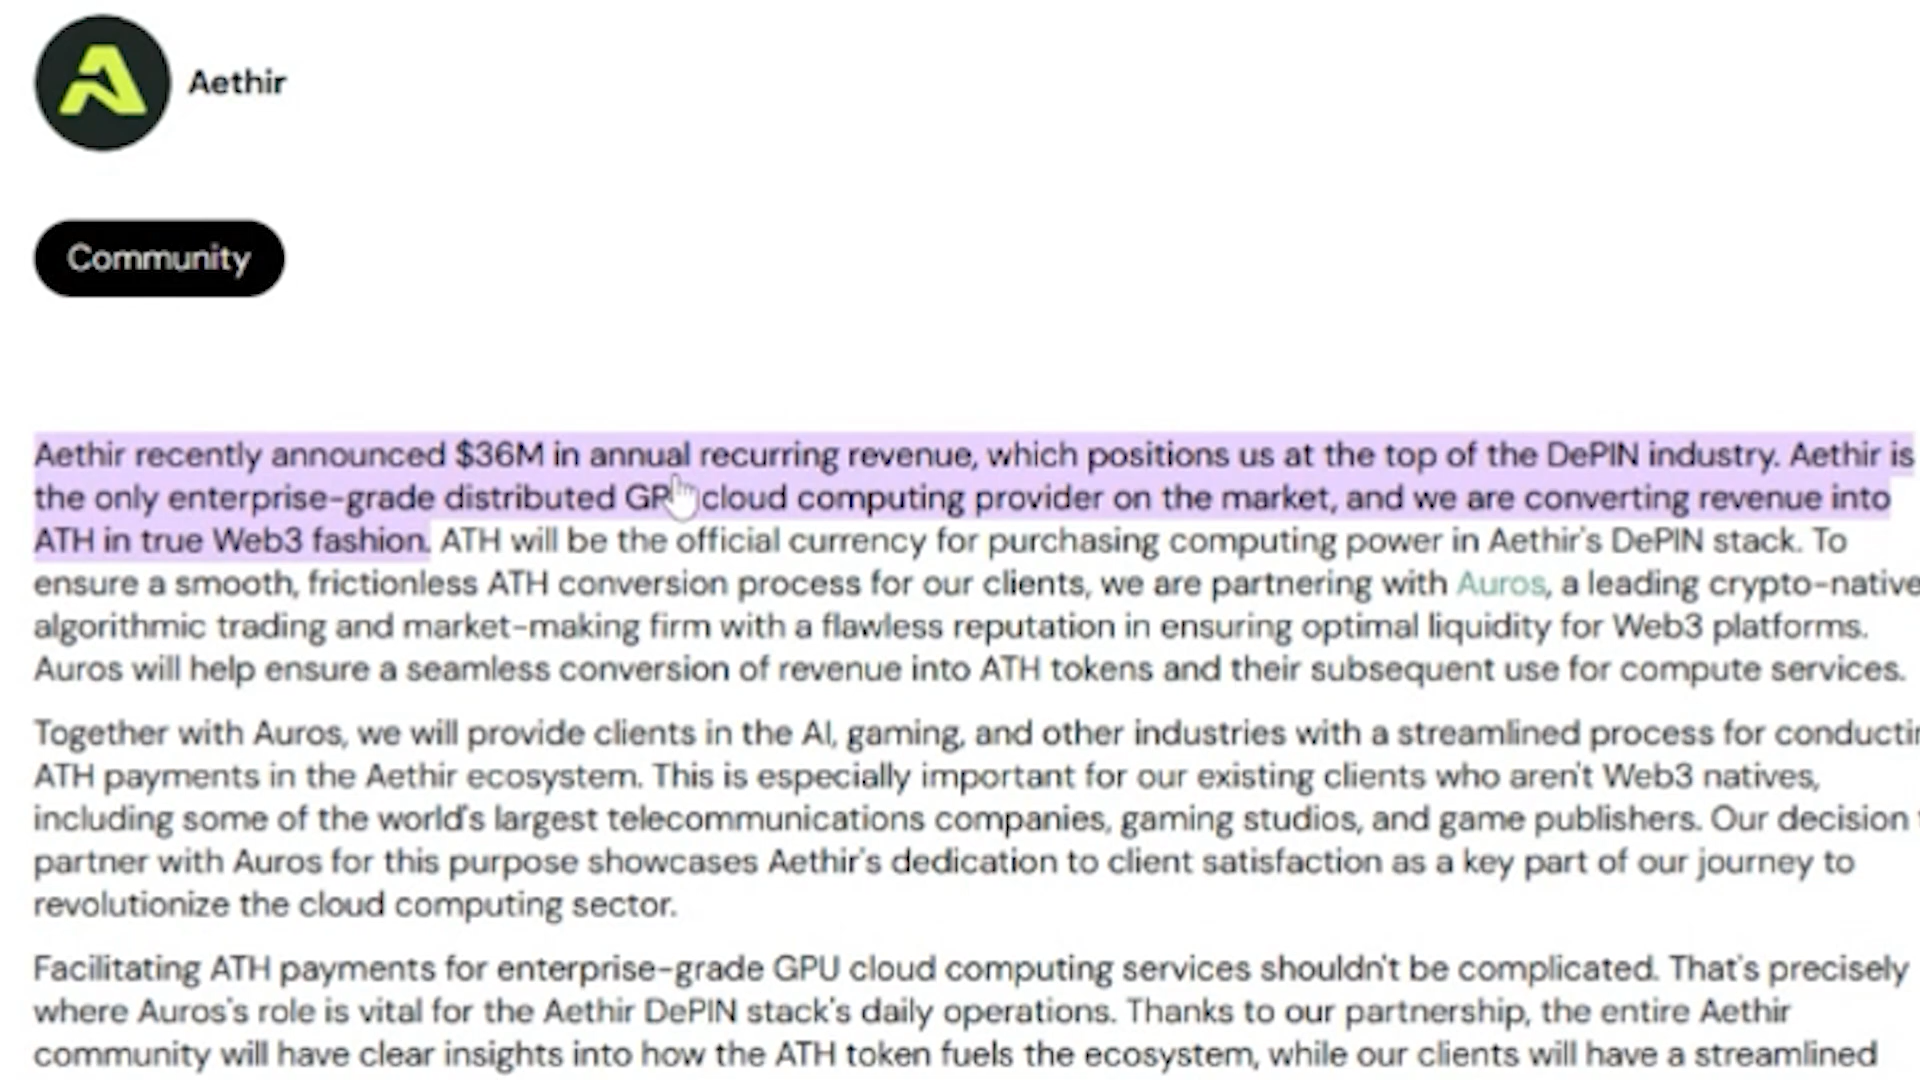 Aethir
Community
Aethir recently announced $36M in annual recurring revenue, which positions us at the top of the DePIN industry. Aethir is
the only enterprise-grade distributed GP cloud computing provider on the market, and we are converting revenue into
ATH in true Web3 fashion. ATH will be the official currency for purchasing computing power in Aethir's DePIN stack. To
ensure a smooth, frictionless ATH conversion process for our clients, we are partnering with Auros, a leading crypto-native
algorithmic trading and market-making firm with a flawless reputation in ensuring optimal liquidity for Web3 platforms.
Auros will help ensure a seamless conversion of revenue into ATH tokens and their subsequent use for compute services.
Together with Auros, we will provide clients in the AI, gaming, and other industries with a streamlined process for conductin
ATH payments in the Aethir ecosystem. This is especially important for our existing clients who aren't Web3 natives,
including some of the world's largest telecommunications companies, gaming studios, and game publishers. Our decision
partner with Auros for this purpose showcases Aethir's dedication to client satisfaction as a key part of our journey to
revolutionize the cloud computing sector.
Facilitating ATH payments for enterprise-grade GPU cloud computing services shouldn't be complicated. That's precisely
where Auros's role is vital for the Aethir DePIN stack's daily operations. Thanks to our partnership, the entire Aethir
community will have clear insights into how the ATH token fuels the ecosystem, while our clients will have a streamlined